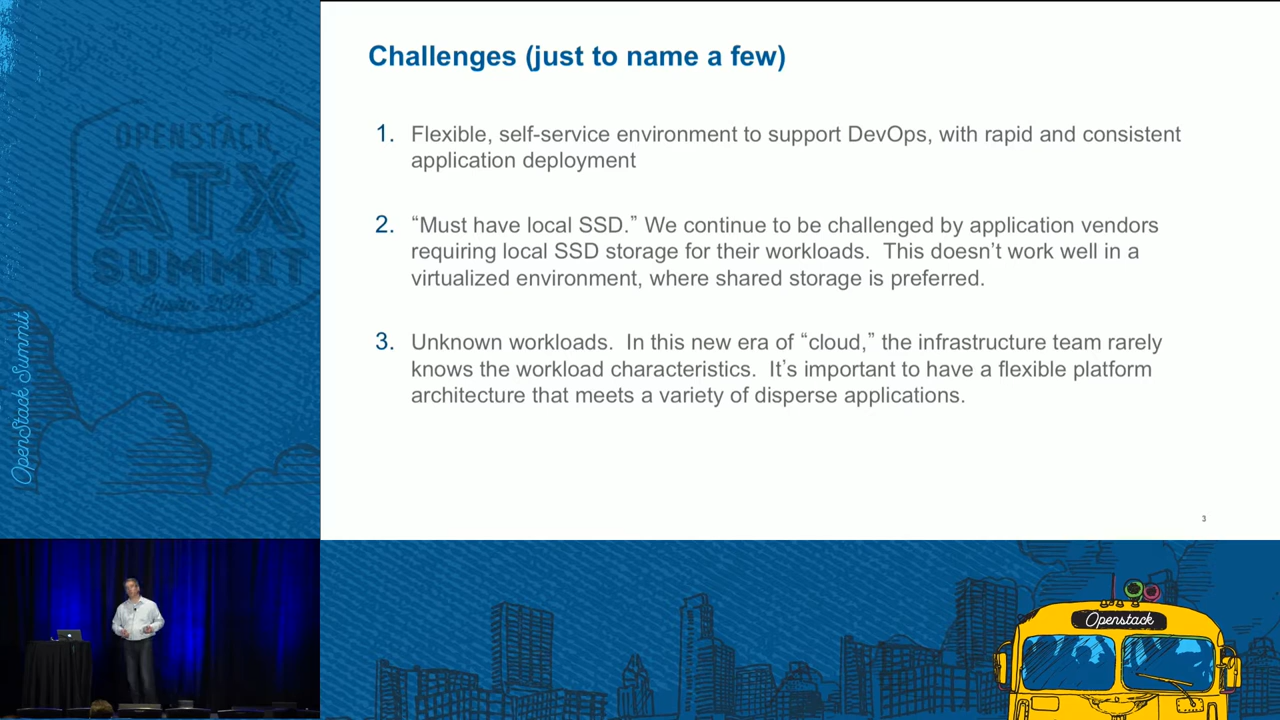 Challenges (just to name a few)
1. Flexible, self-service environment to support DevOps, with rapid and consistent
application deployment
2. “Must have local SSD.” We continue to be challenged by application vendors
requiring local SSD storage for their workloads. This doesn’t work well in a
virtualized environment, where shared storage is preferred.
3. Unknown workloads. In this new era of “cloud,” the infrastructure team rarely
knows the workload characteristics. It’s important to have a flexible platform
architecture that meets a variety of disperse applications.
3
OPENSTACK
ATX
SUMMIT
OpenStack Summit
Openstack